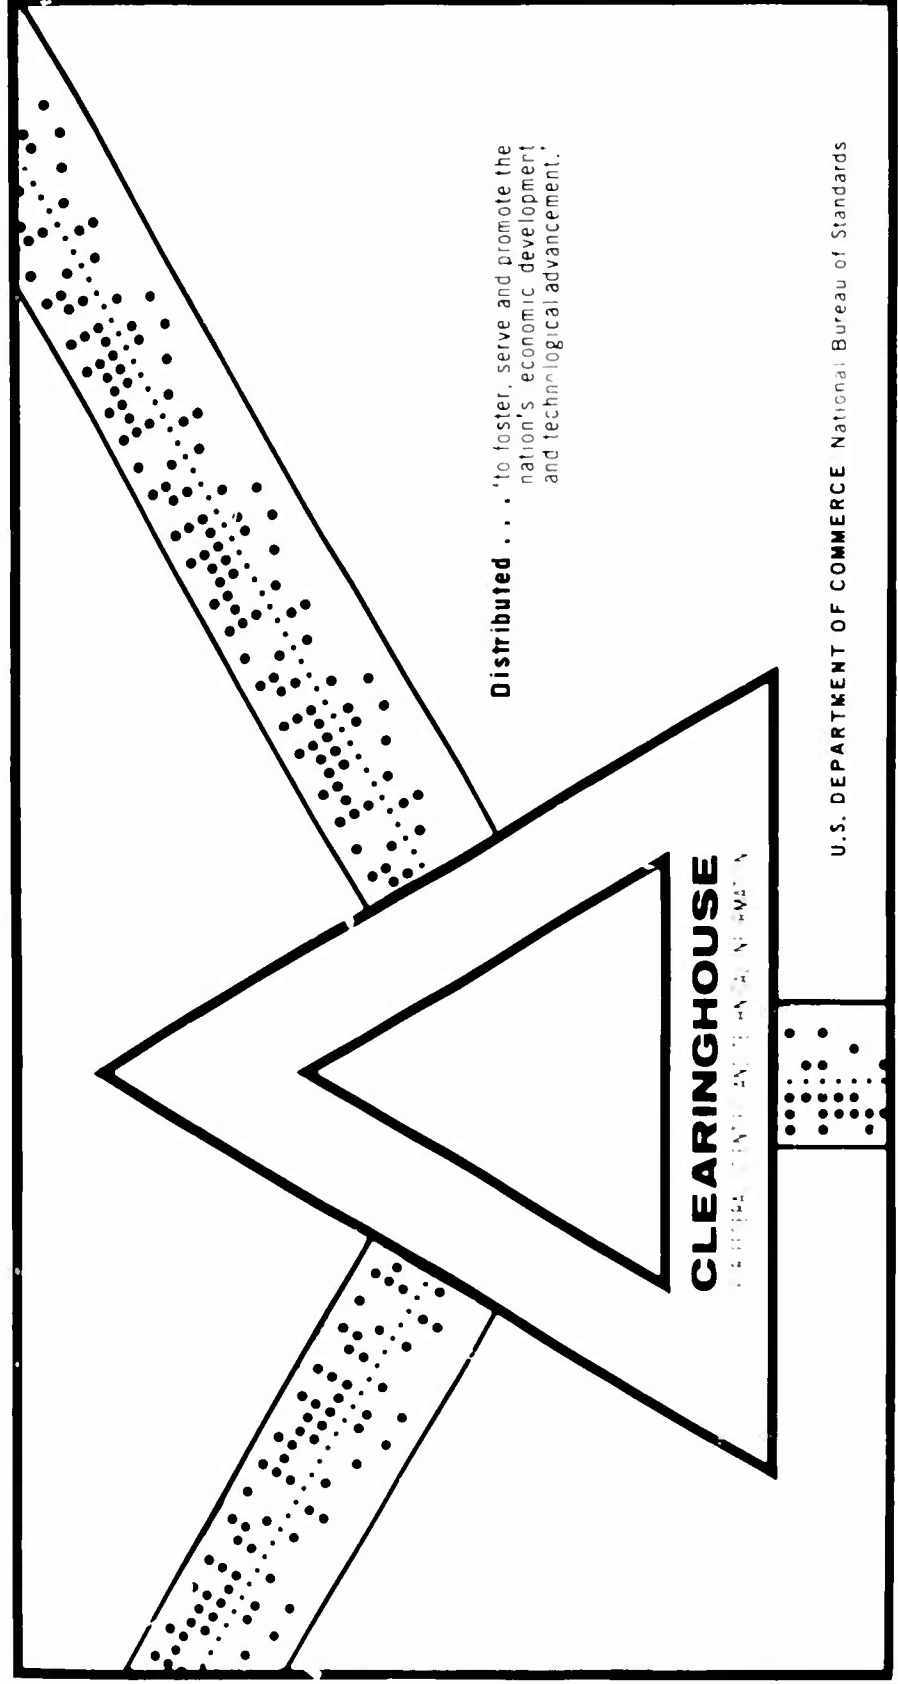 Distributed . . . 'to foster, serve and promote the
nation's economic development
and technological advancement.'
CLEARINGHOUSE
U.S. DEPARTMENT OF COMMERCE National Bureau of Standards